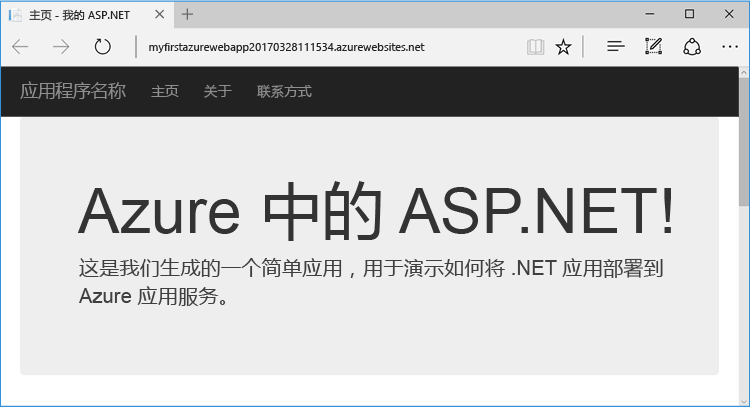 主页 - 我的 ASP.NET
myfirstazurewebapp20170328111534.azurewebsites.net
应用程序名称 主页 关于 联系方式
Azure 中的 ASP.NET!
这是我们生成的一个简单应用，用于演示如何将 .NET 应用部署到
Azure 应用服务。